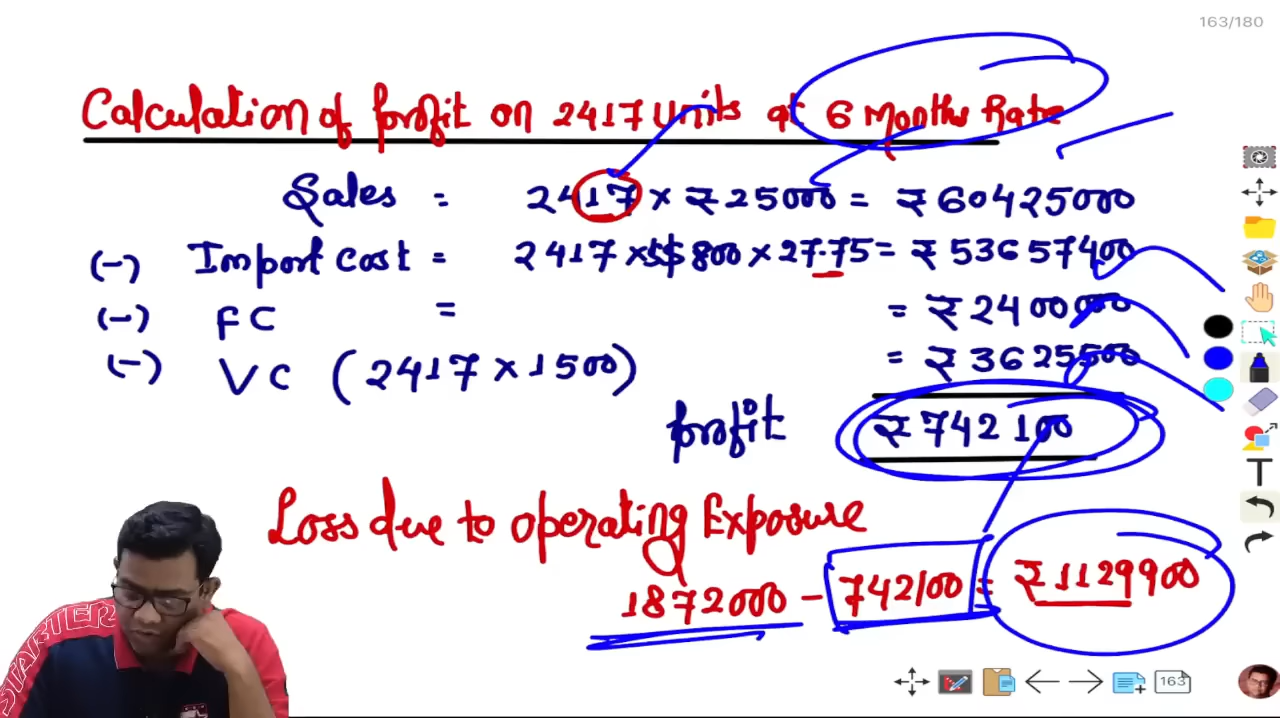 163/180
Calculation of profit on 2417 Units at 6 Months Rate
Sales = 2417 × ₹25000 = ₹60425000
(-) Import Cost = 2417 × S$ 800 × 27.75 = ₹53657400
(-) FC = = ₹2400000
(-) VC (2417 × 1500) = ₹3625500
profit ₹742100
Loss due to operating Exposure
1872000 - 742100 = ₹1129900
STARTER
T
163